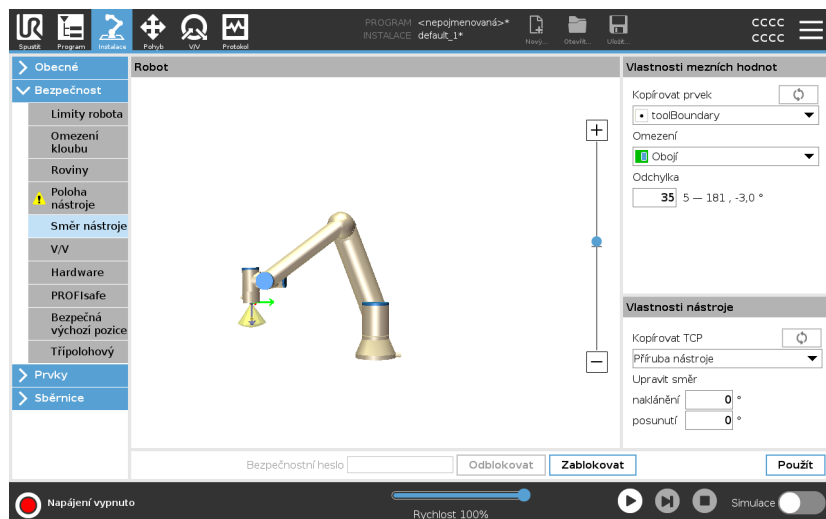 PROGRAM <nepojmenovaná>*
INSTALACE default_1*
cccc
cccc
Spustit Program Instalace Pohyb V/V Protokol
Nový... Otevřít... Uložit...
Obecné
Bezpečnost
Limity robota
Omezení
kloubu
Roviny
Poloha
nástroje
Směr nástroje
V/V
Hardware
PROFIsafe
Bezpečná
výchozí pozice
Třípolohový
Prvky
Sběrnice
Robot
Vlastnosti mezních hodnot
Kopírovat prvek
toolBoundary
Omezení
Obojí
Odchylka
35 5 — 181 , -3,0 °
Vlastnosti nástroje
Kopírovat TCP
Příruba nástroje
Upravit směr
naklánění 0 °
posunutí 0 °
Bezpečnostní heslo Odblokovat Zablokovat Použít
Napájení vypnuto
Rychlost 100%
Simulace